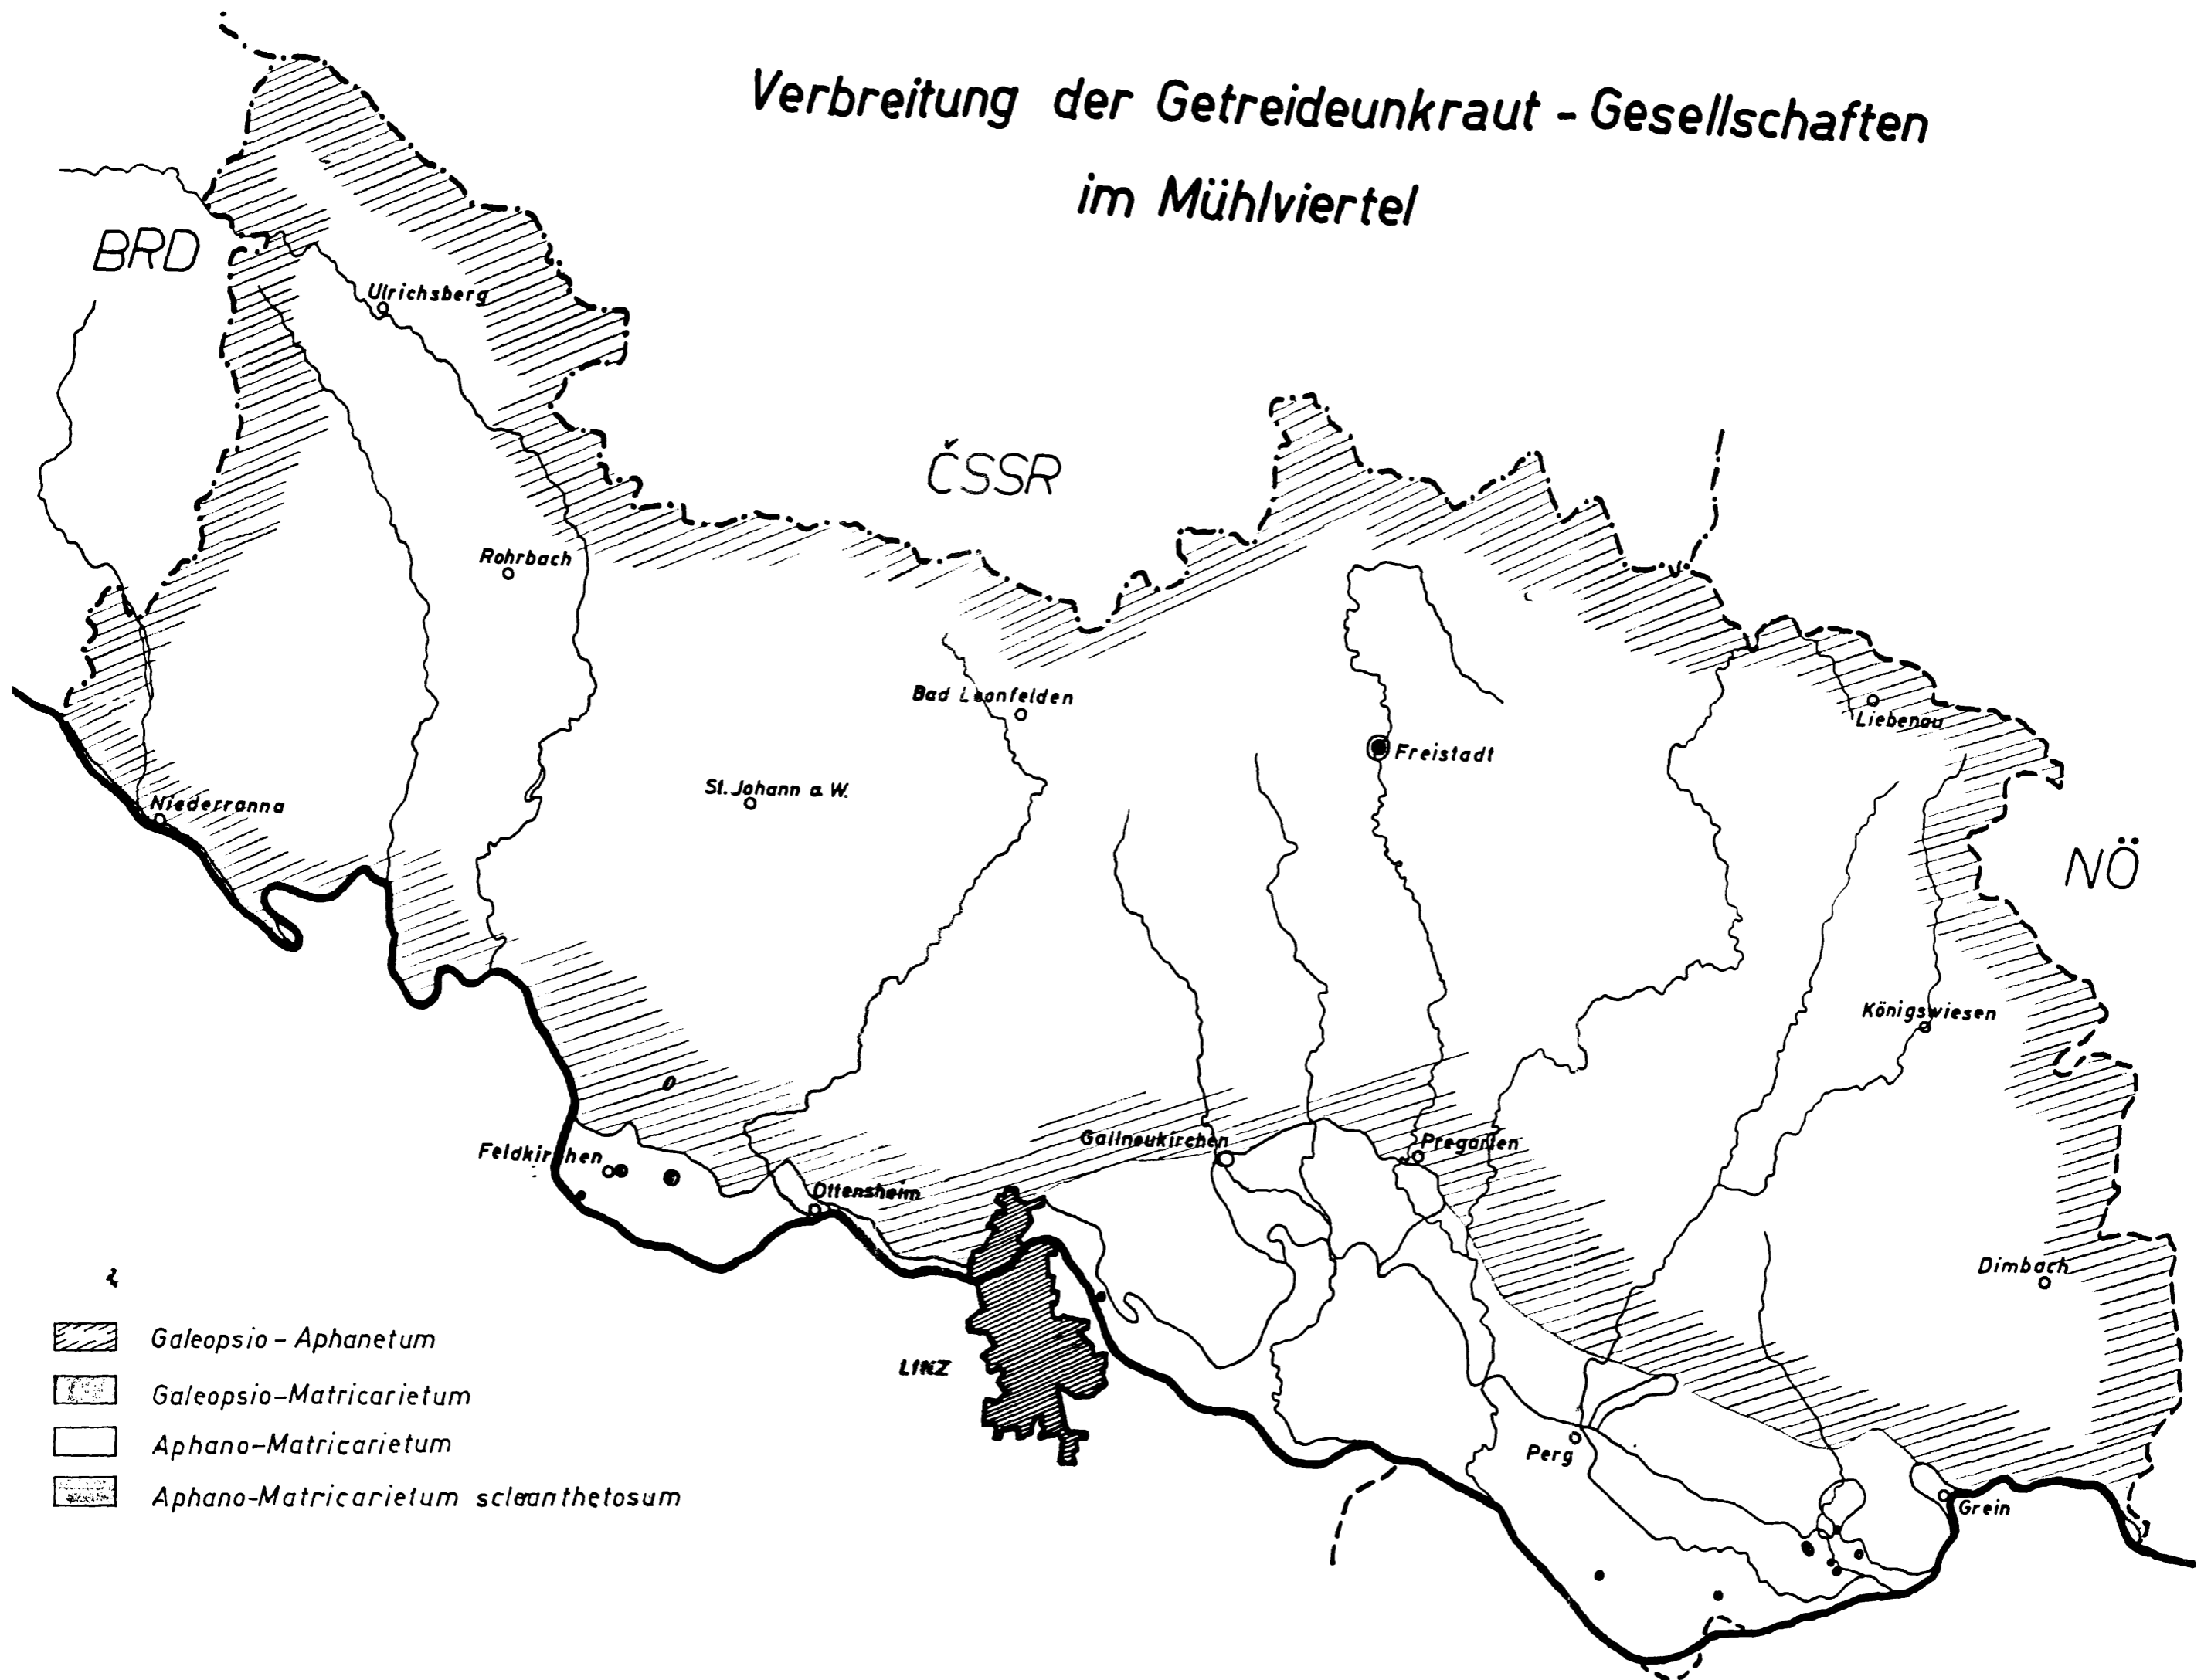 Verbreitung der Getreideunkraut - Gesellschaften
im Mühlviertel
BRD
Ulrichsberg
ČSSR
Rohrbach
Bad Leonfelden
Liebenau
Freistadt
St. Johann a. W.
Niederranna
NÖ
Königswiesen
Gallneukirchen
Pregarten
Feldkirchen
Ottensheim
Dimbach
LINZ
Perg
Grein
Galeopsio - Aphanetum
Galeopsio-Matricarietum
Aphano-Matricarietum
Aphano-Matricarietum scleranthetosum